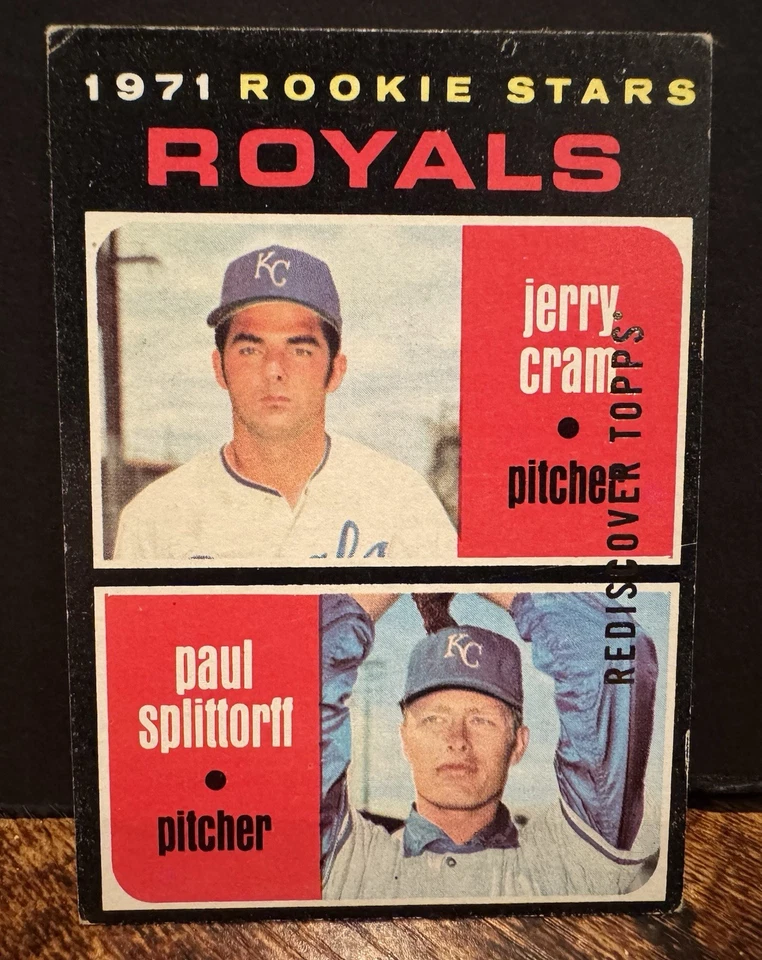 1971 ROOKIE STARS
ROYALS
KC
jerry
cram
pitcher
REDISCOVER TOPPS®
paul
splittorff
pitcher
KC